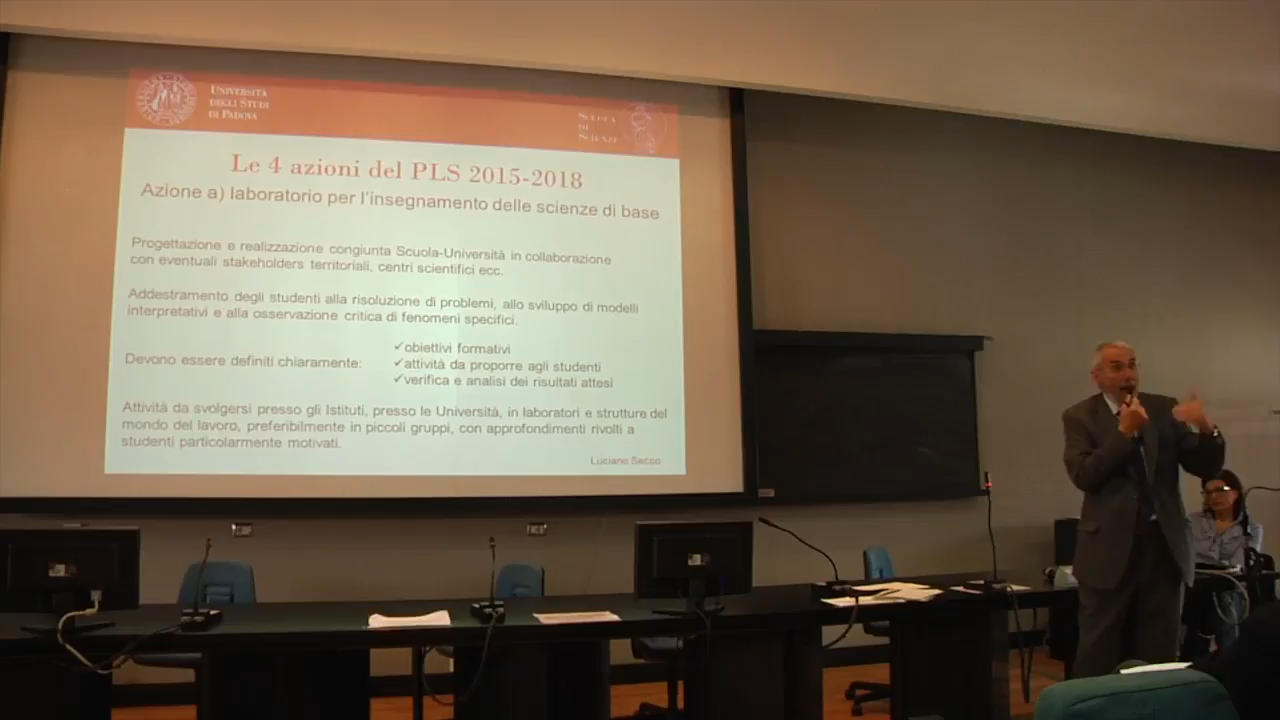 UNIVERSITÀ
DEGLI STUDI
DI PADOVA
SCUOLA
DI
SCIENZE
Le 4 azioni del PLS 2015-2018
Azione a) laboratorio per l'insegnamento delle scienze di base
Progettazione e realizzazione congiunta Scuola-Università in collaborazione
con eventuali stakeholders territoriali, centri scientifici ecc.
Addestramento degli studenti alla risoluzione di problemi, allo sviluppo di modelli
interpretativi e alla osservazione critica di fenomeni specifici.
Devono essere definiti chiaramente:
✓obiettivi formativi
✓attività da proporre agli studenti
✓verifica e analisi dei risultati attesi
Attività da svolgersi presso gli Istituti, presso le Università, in laboratori e strutture del
mondo del lavoro, preferibilmente in piccoli gruppi, con approfondimenti rivolti a
studenti particolarmente motivati.
Luciano Secco